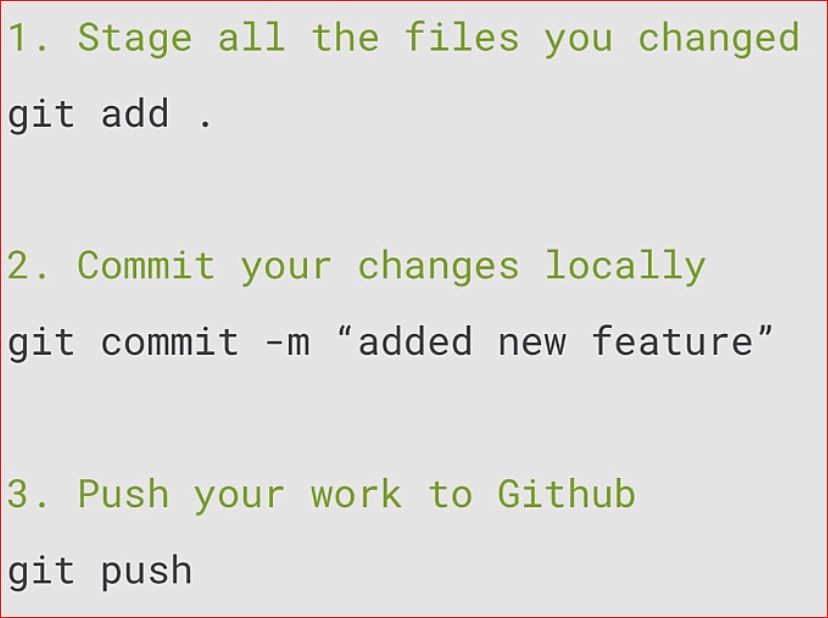 1. Stage all the files you changed
git add .
2. Commit your changes locally
git commit -m “added new feature”
3. Push your work to Github
git push